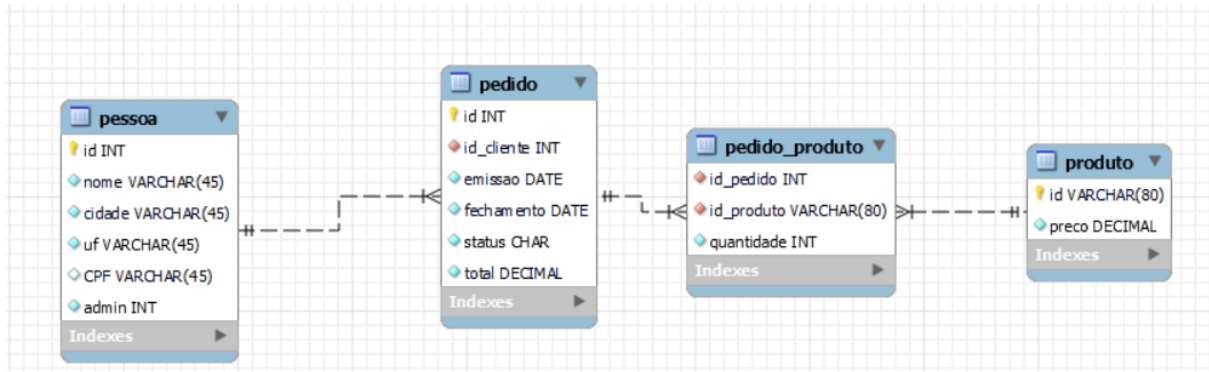 pessoa
id INT
nome VARCHAR(45)
cidade VARCHAR(45)
uf VARCHAR(45)
CPF VARCHAR(45)
admin INT
Indexes
pedido
id INT
id_cliente INT
emissao DATE
fechamento DATE
status CHAR
total DECIMAL
Indexes
pedido_produto
id_pedido INT
id_produto VARCHAR(80)
quantidade INT
Indexes
produto
id VARCHAR(80)
preco DECIMAL
Indexes